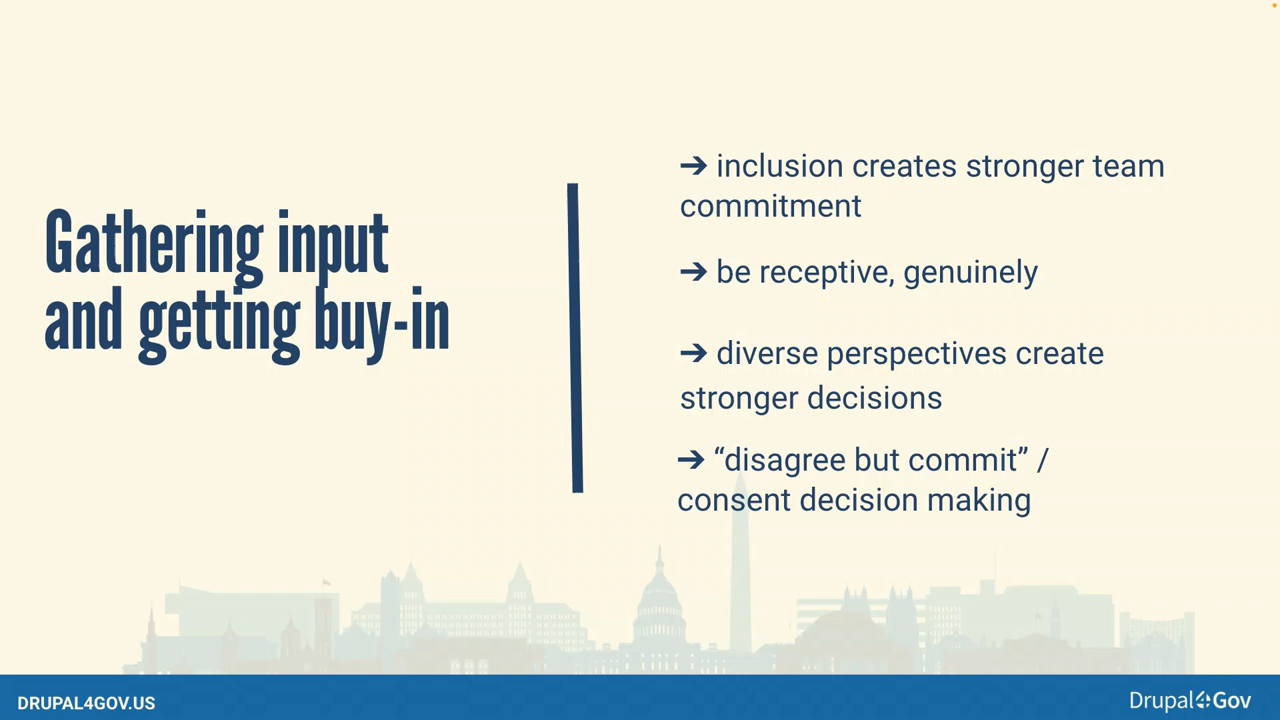 Gathering input
and getting buy-in
➔ inclusion creates stronger team
commitment
➔ be receptive, genuinely
➔ diverse perspectives create
stronger decisions
➔ “disagree but commit” /
consent decision making
DRUPAL4GOV.US
Drupal4Gov